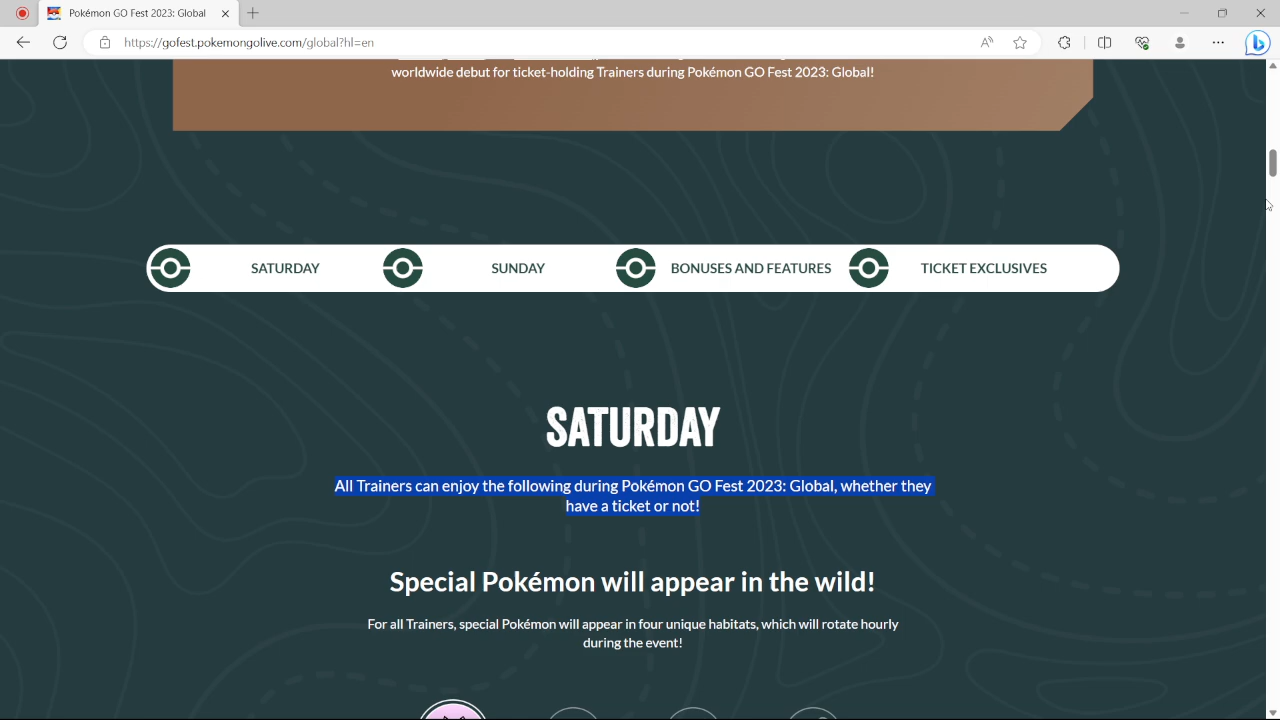 Pokémon GO Fest 2023: Global
https://gofest.pokemongolive.com/global?hl=en
worldwide debut for ticket-holding Trainers during Pokémon GO Fest 2023: Global!
SATURDAY
SUNDAY
BONUSES AND FEATURES
TICKET EXCLUSIVES
SATURDAY
All Trainers can enjoy the following during Pokémon GO Fest 2023: Global, whether they
have a ticket or not!
Special Pokémon will appear in the wild!
For all Trainers, special Pokémon will appear in four unique habitats, which will rotate hourly
during the event!